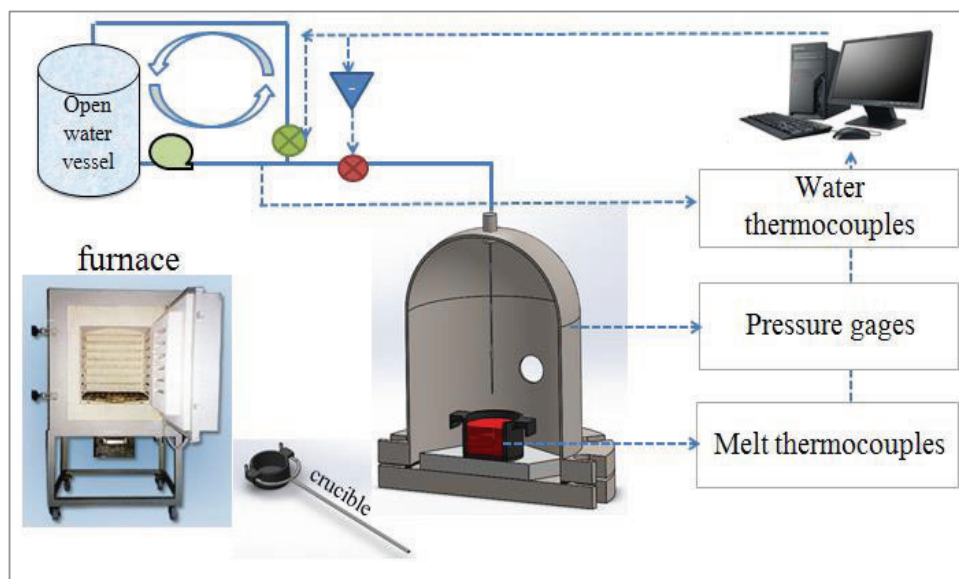 Open
water
vessel
-
Water
thermocouples
furnace
Pressure gages
Melt thermocouples
crucible